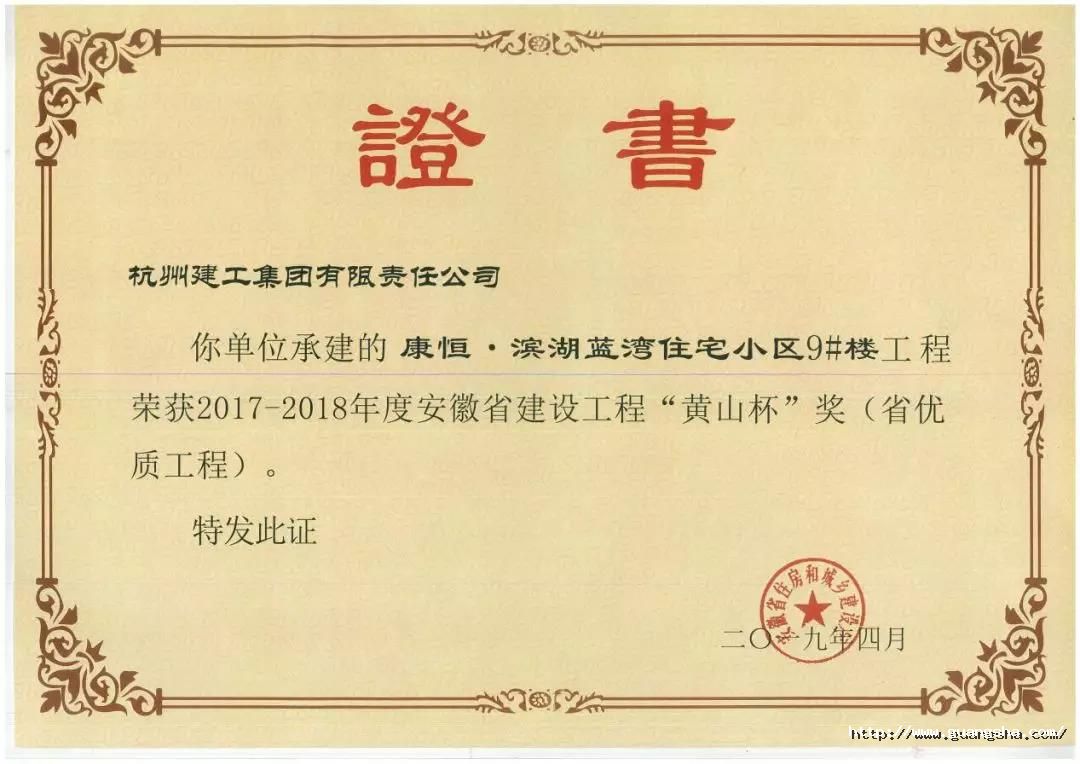 證 書
杭州建工集团有限责任公司
你单位承建的 康恒·滨湖蓝湾住宅小区9#楼工程
荣获2017-2018年度安徽省建设工程“黄山杯”奖（省优
质工程）。
特发此证
安徽省住房和城乡建设厅
二〇一九年四月
http://www.guangsha.com/